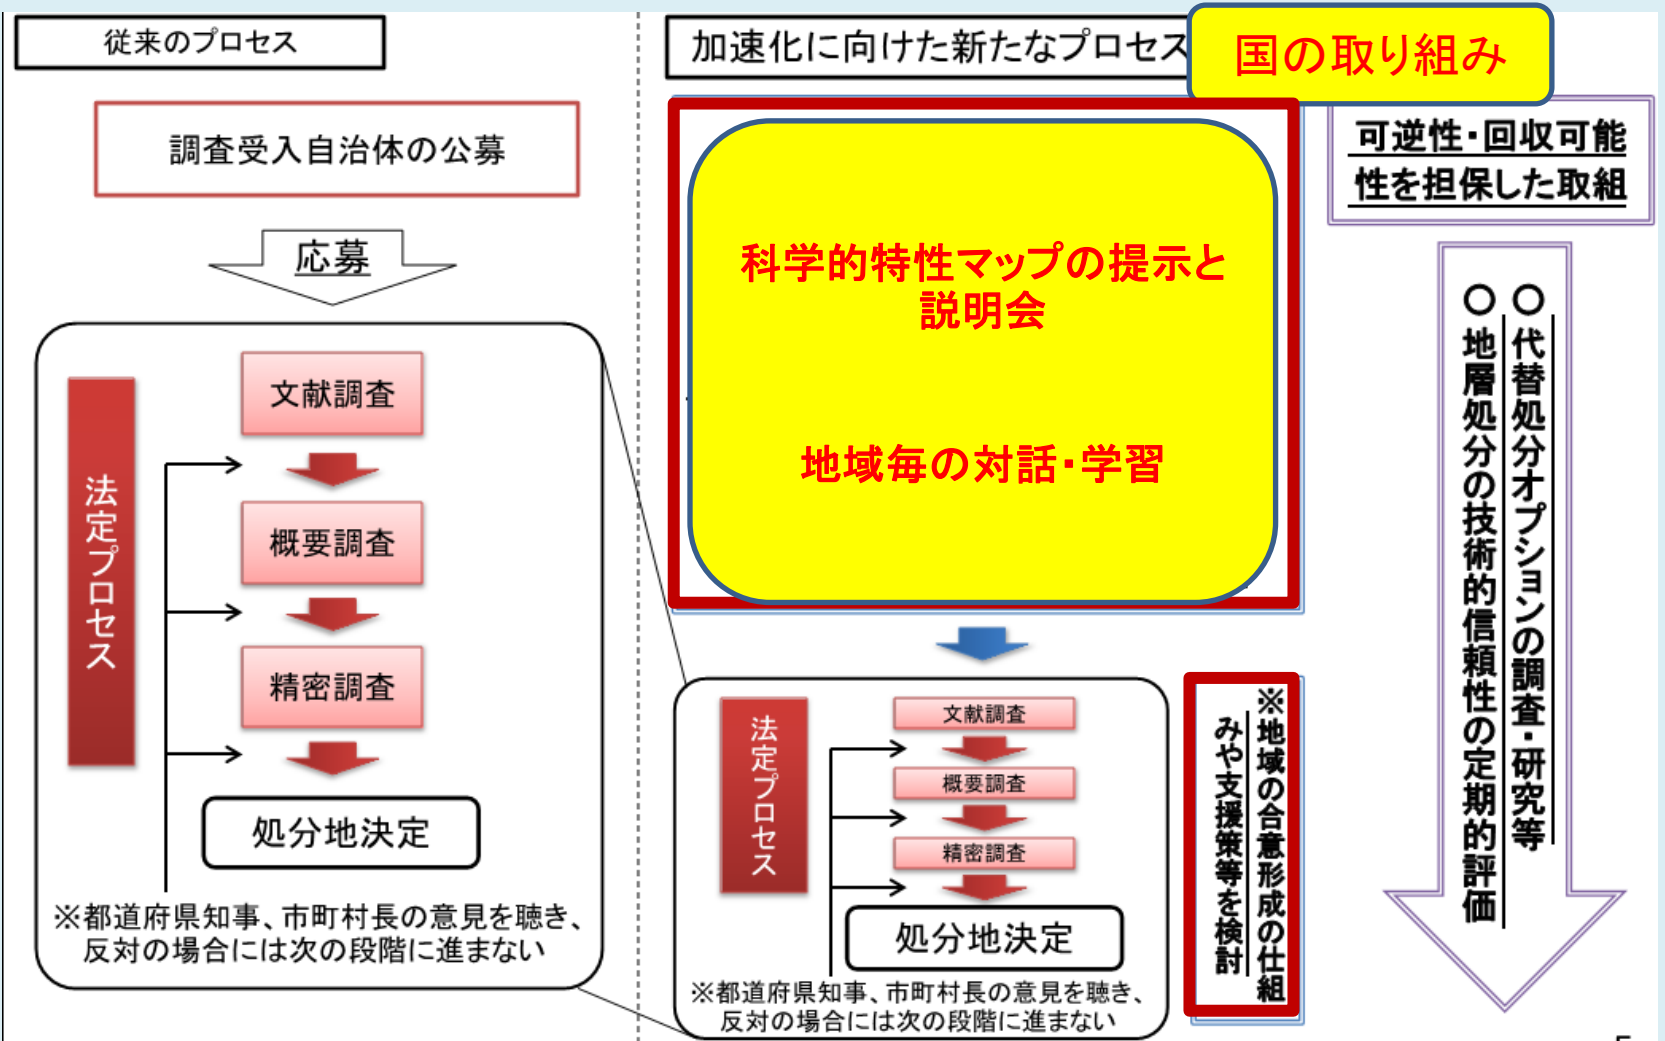 従来のプロセス
調査受入自治体の公募
応募
法定プロセス
文献調査
概要調査
精密調査
処分地決定
※都道府県知事、市町村長の意見を聴き、
反対の場合には次の段階に進まない
加速化に向けた新たなプロセス
国の取り組み
科学的特性マップの提示と
説明会
地域毎の対話・学習
法定プロセス
文献調査
概要調査
精密調査
処分地決定
※都道府県知事、市町村長の意見を聴き、
反対の場合には次の段階に進まない
※地域の合意形成の仕組
みや支援策等を検討
可逆性・回収可能
性を担保した取組
〇代替処分オプションの調査・研究等
〇地層処分の技術的信頼性の定期的評価